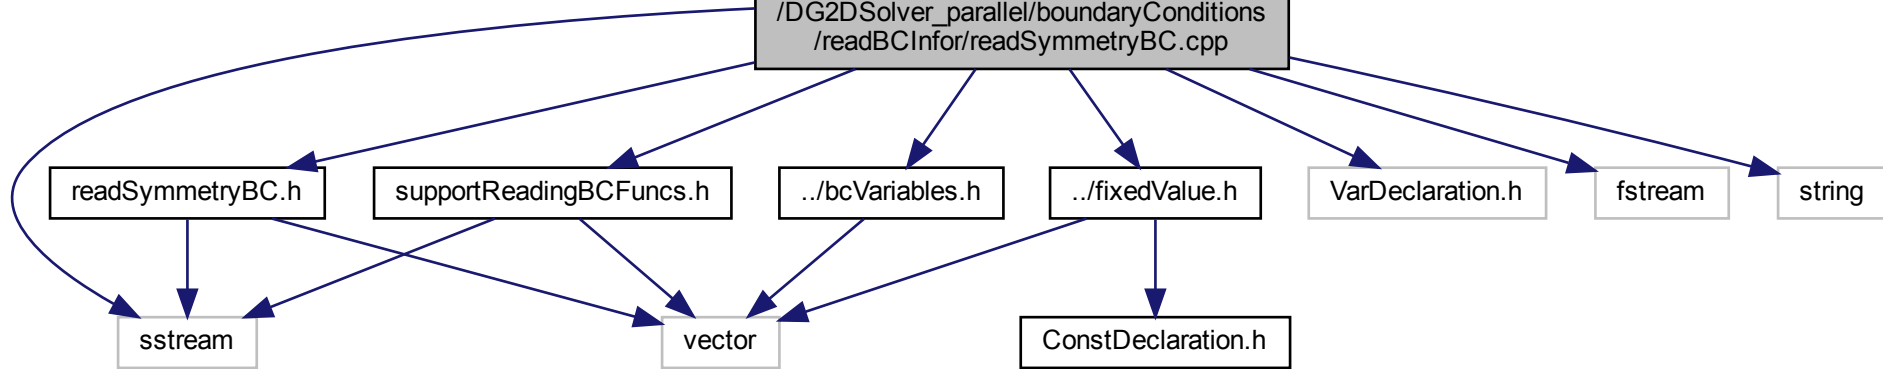 /DG2DSolver_parallel/boundaryConditions
/readBCInfor/readSymmetryBC.cpp
readSymmetryBC.h
supportReadingBCFuncs.h
../bcVariables.h
../fixedValue.h
VarDeclaration.h
fstream
string
sstream
vector
ConstDeclaration.h